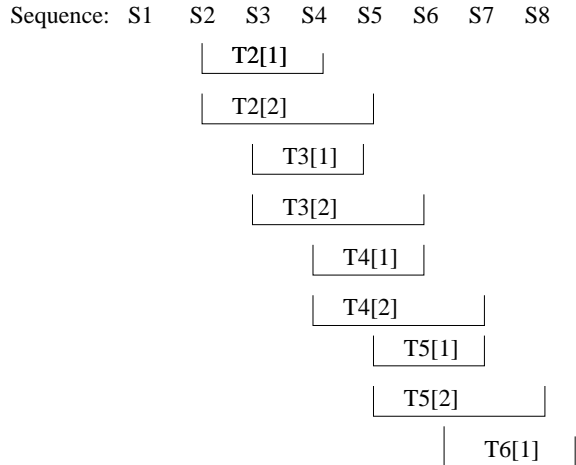 Sequence: S1 S2 S3 S4 S5 S6 S7 S8
T2[1]
T2[2]
T3[1]
T3[2]
T4[1]
T4[2]
T5[1]
T5[2]
T6[1]